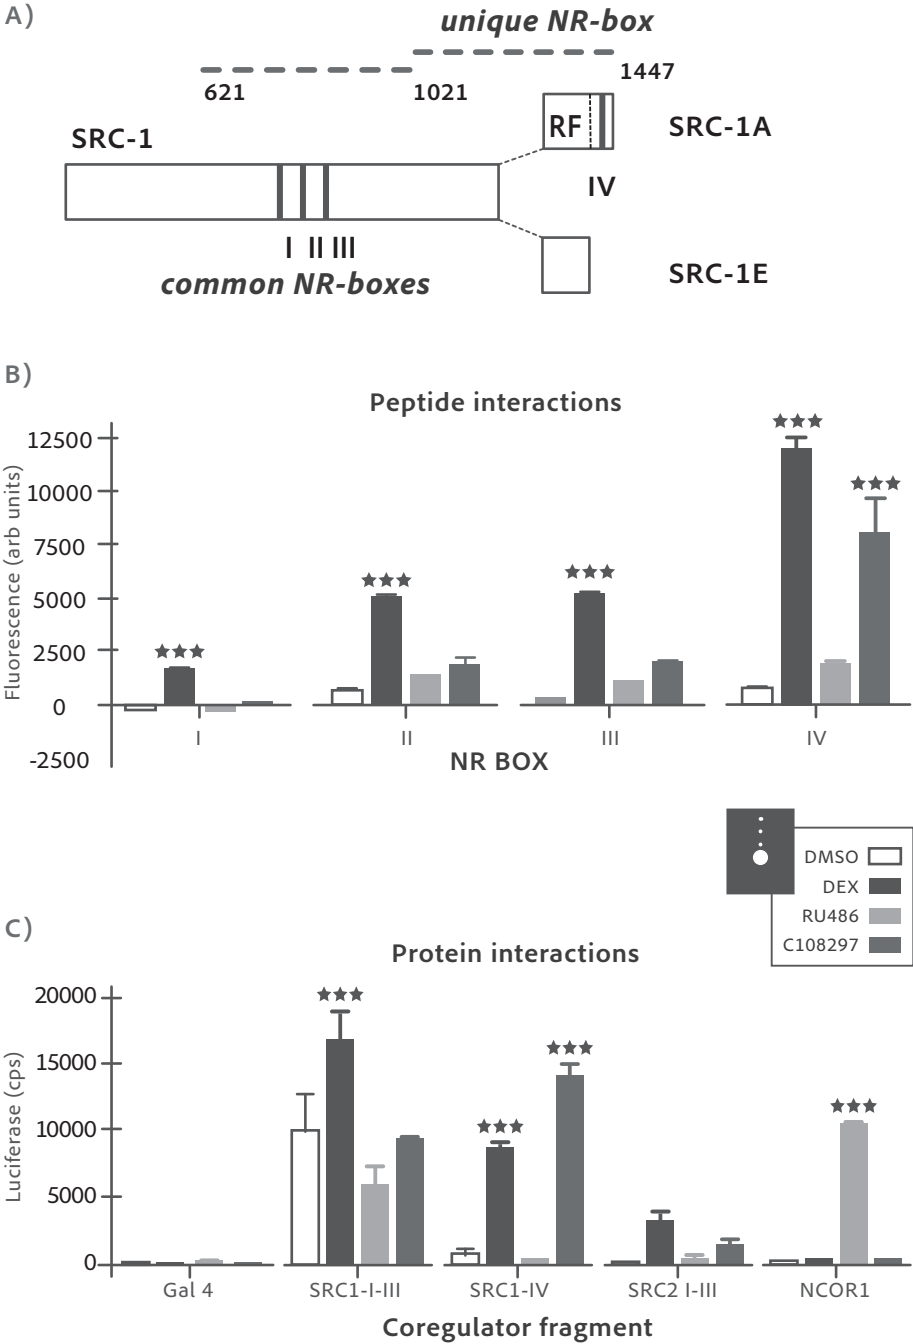 A)
unique NR-box
621
1021
1447
SRC-1
RF
SRC-1A
IV
I II III
common NR-boxes
SRC-1E
B)
Peptide interactions
Fluorescence (arb units)
12500
10000
7500
5000
2500
0
-2500
I
II
III
IV
NR BOX
DMSO
DEX
RU486
C108297
C)
Protein interactions
Luciferase (cps)
20000
15000
10000
5000
0
Gal 4
SRC1-I-III
SRC1-IV
SRC2 I-III
NCOR1
Coregulator fragment